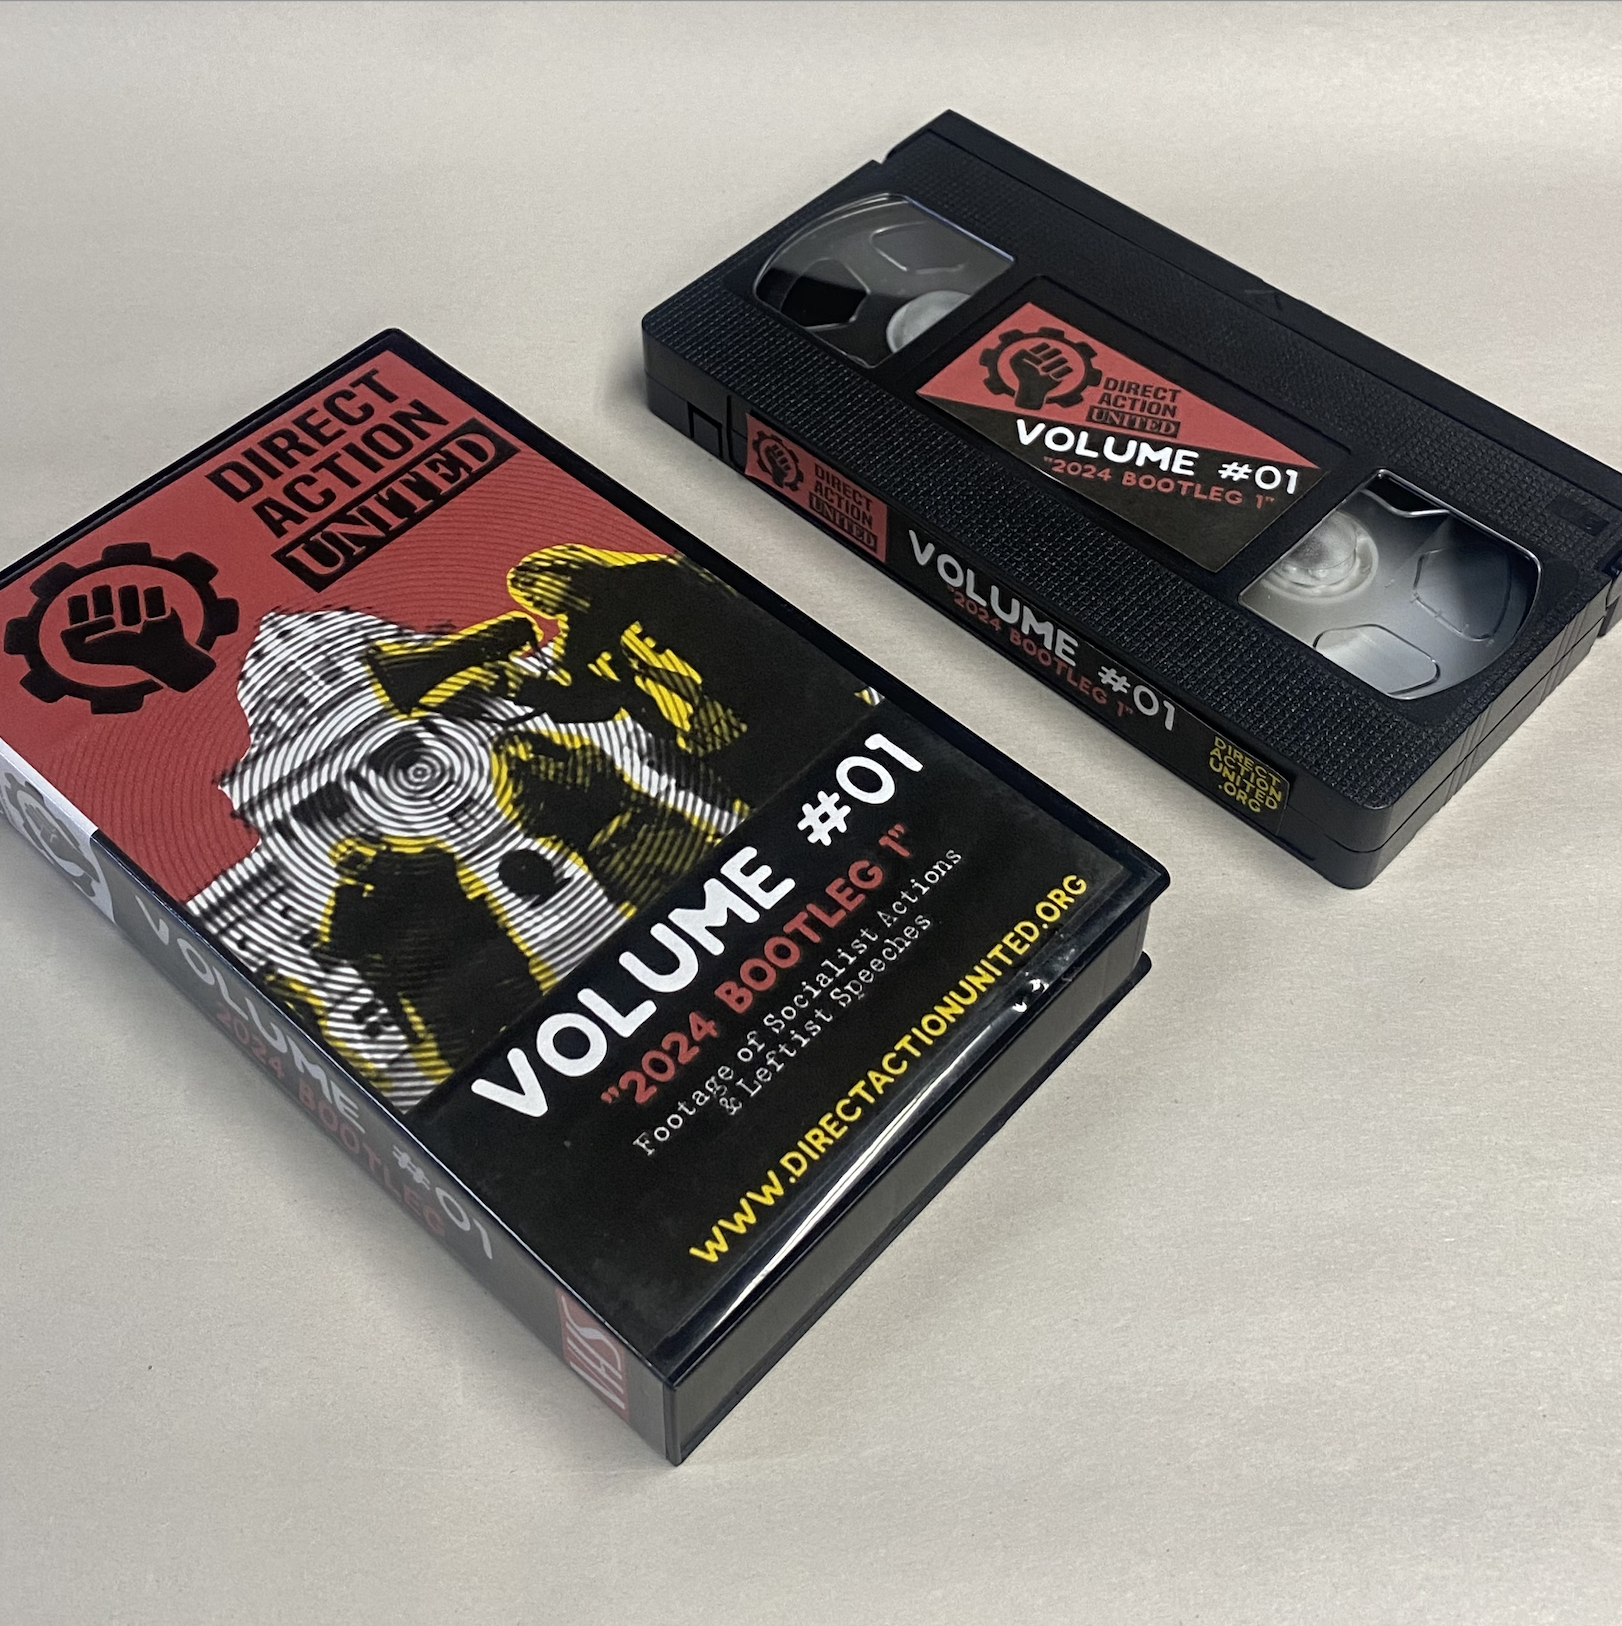 DIRECT
ACTION
UNITED
VOLUME #01
"2024 BOOTLEG 1"
Footage of Socialist Actions
& Leftist Speeches
WWW.DIRECTACTIONUNITED.ORG
VOLUME #01
2024 BOOTLEG
VHS
DIRECT
ACTION
UNITED
VOLUME #01
"2024 BOOTLEG 1"
DIRECT
ACTION
UNITED
VOLUME #01
"2024 BOOTLEG 1"
DIRECT
ACTION
UNITED
.ORG